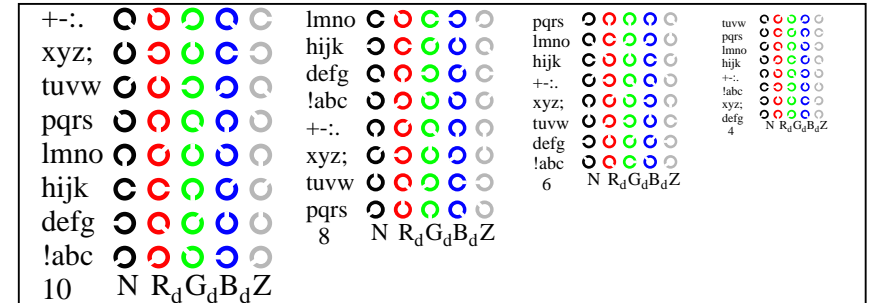 +-:.
xyz;
tuvw
pqrs
lmno
hijk
defg
!abc
10 N RdGdBdZ
lmno
hijk
defg
!abc
+-:.
xyz;
tuvw
pqrs
8 N RdGdBdZ
pqrs
lmno
hijk
+-:.
xyz;
tuvw
defg
!abc
6 N RdGdBdZ
tuvw
pqrs
lmno
hijk
+-:.
!abc
xyz;
defg
4 N RdGdBdZ